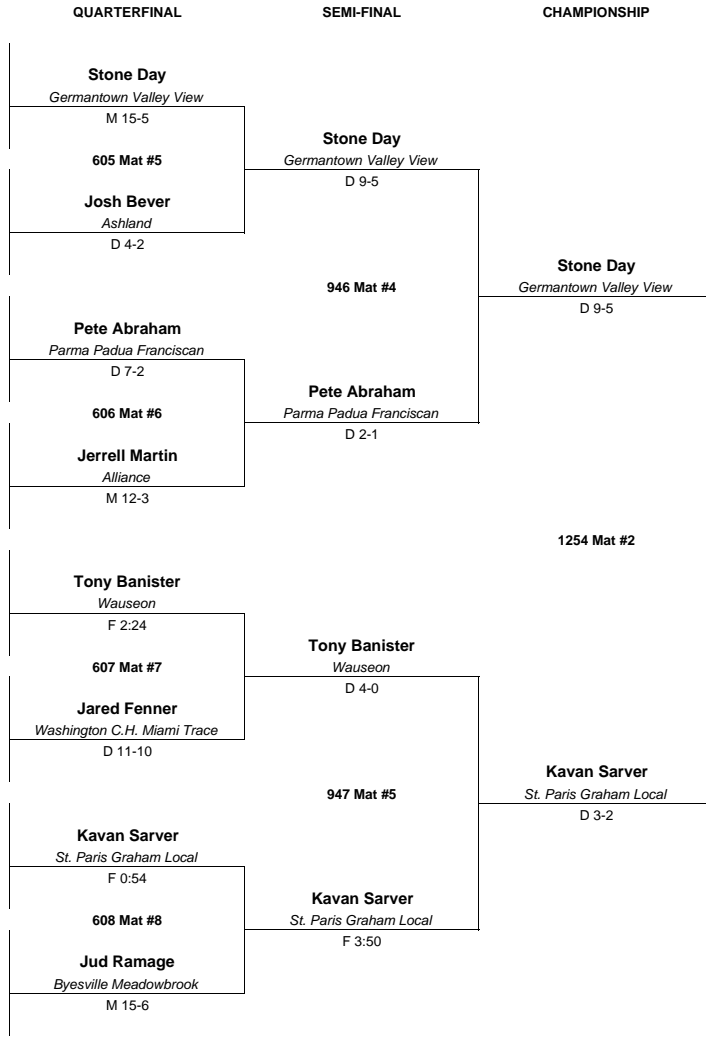 QUARTERFINAL SEMI-FINAL CHAMPIONSHIP
Stone Day
Germantown Valley View
M 15-5
605 Mat #5
Josh Bever
Ashland
D 4-2
Pete Abraham
Parma Padua Franciscan
D 7-2
606 Mat #6
Jerrell Martin
Alliance
M 12-3
Tony Banister
Wauseon
F 2:24
607 Mat #7
Jared Fenner
Washington C.H. Miami Trace
D 11-10
Kavan Sarver
St. Paris Graham Local
F 0:54
608 Mat #8
Jud Ramage
Byesville Meadowbrook
M 15-6
Stone Day
Germantown Valley View
D 9-5
946 Mat #4
Pete Abraham
Parma Padua Franciscan
D 2-1
Tony Banister
Wauseon
D 4-0
947 Mat #5
Kavan Sarver
St. Paris Graham Local
F 3:50
Stone Day
Germantown Valley View
D 9-5
1254 Mat #2
Kavan Sarver
St. Paris Graham Local
D 3-2